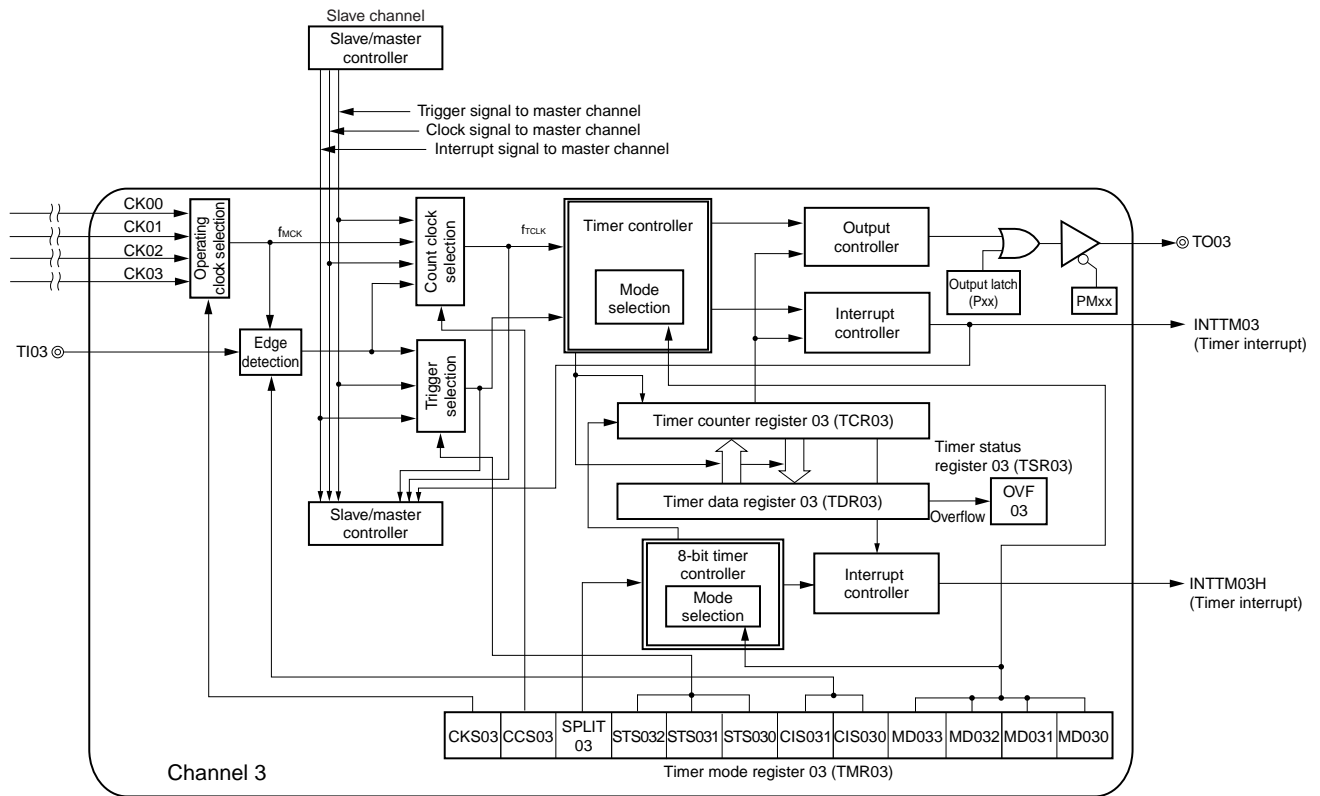 Slave channel
Slave/master
controller
Trigger signal to master channel
Clock signal to master channel
Interrupt signal to master channel
CK00
CK01
CK02
CK03
Operating
clock selection
fMCK
Count clock
selection
fTCLK
Timer controller
Mode
selection
Output
controller
Output latch
(Pxx)
PMxx
TO03
Interrupt
controller
INTTM03
(Timer interrupt)
TI03
Edge
detection
Trigger
selection
Timer counter register 03 (TCR03)
Timer status
register 03 (TSR03)
Slave/master
controller
Timer data register 03 (TDR03)
Overflow
OVF
03
8-bit timer
controller
Mode
selection
Interrupt
controller
INTTM03H
(Timer interrupt)
CKS03 CCS03 SPLIT
03 STS032 STS031 STS030 CIS031 CIS030 MD033 MD032 MD031 MD030
Channel 3
Timer mode register 03 (TMR03)